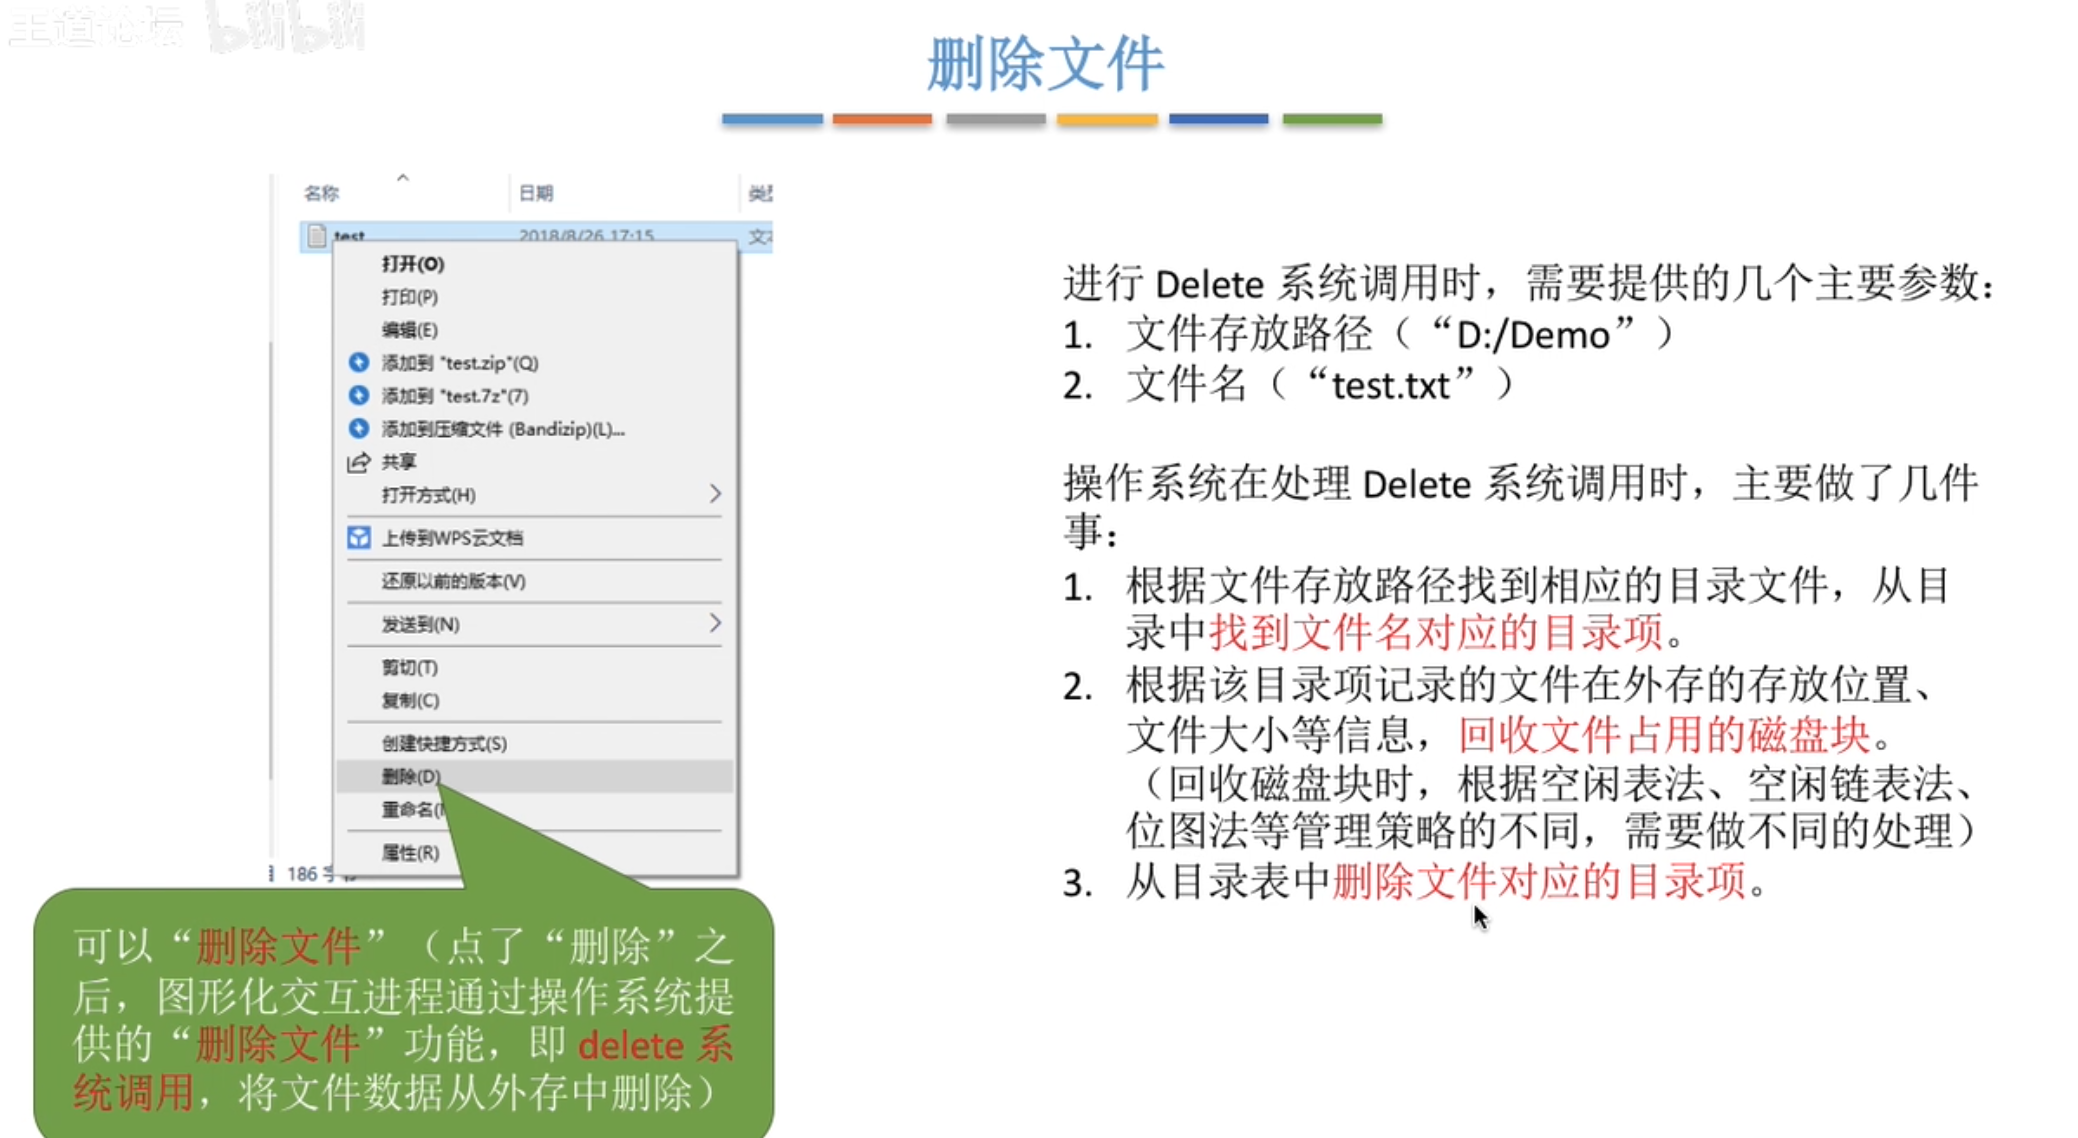 王道论坛 bilibili
删除文件
名称 日期
test 2018/8/26 17:15
打开(O)
打印(P)
编辑(E)
添加到 "test.zip"(Q)
添加到 "test.7z"(7)
添加到压缩文件 (Bandizip)(L)...
共享
打开方式(H)
上传到WPS云文档
还原以前的版本(V)
发送到(N)
剪切(T)
复制(C)
创建快捷方式(S)
删除(D)
重命名(
属性(R)
186
可以“删除文件”（点了“删除”之
后，图形化交互进程通过操作系统提
供的“删除文件”功能，即 delete 系
统调用，将文件数据从外存中删除）
进行 Delete 系统调用时，需要提供的几个主要参数：
1. 文件存放路径（“D:/Demo”）
2. 文件名（“test.txt”）
操作系统在处理 Delete 系统调用时，主要做了几件
事：
1. 根据文件存放路径找到相应的目录文件，从目
录中找到文件名对应的目录项。
2. 根据该目录项记录的文件在外存的存放位置、
文件大小等信息，回收文件占用的磁盘块。
（回收磁盘块时，根据空闲表法、空闲链表法、
位图法等管理策略的不同，需要做不同的处理）
3. 从目录表中删除文件对应的目录项。